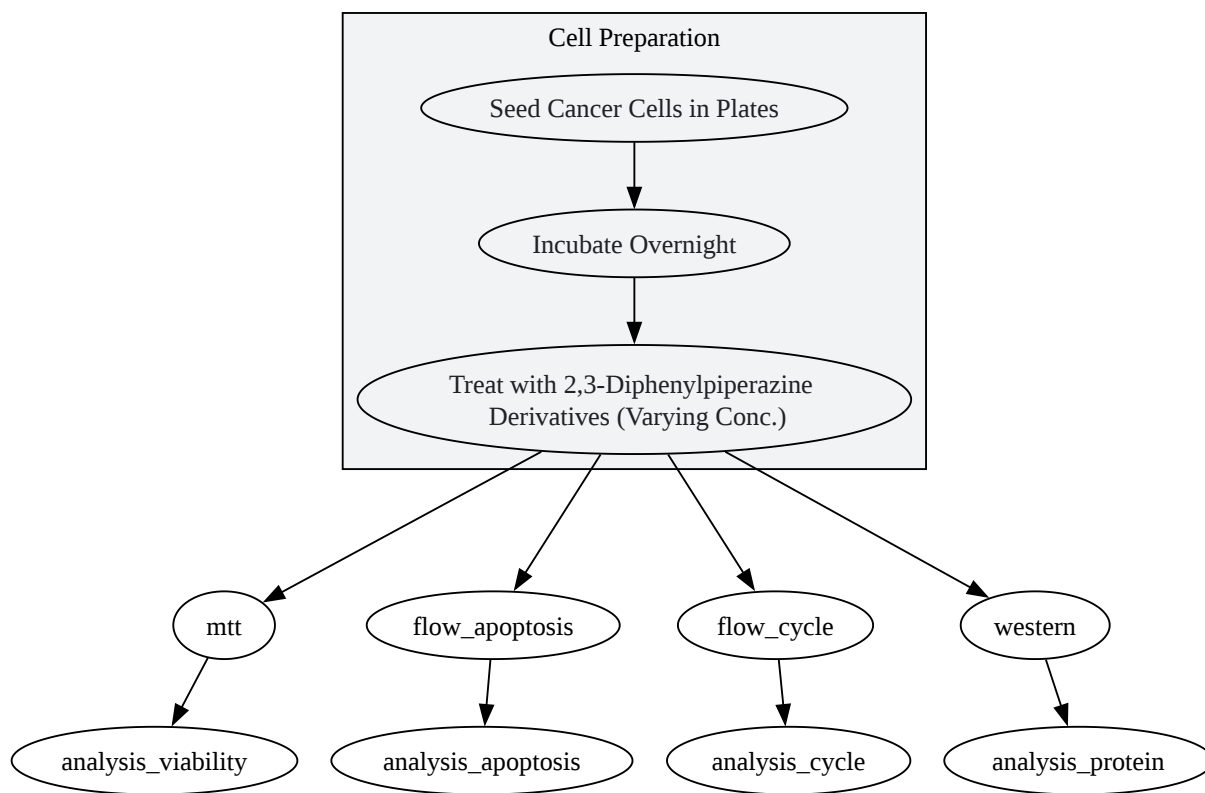 Cell Preparation
Seed Cancer Cells in Plates
Incubate Overnight
Treat with 2,3-Diphenylpiperazine
Derivatives (Varying Conc.)
mtt
flow_apoptosis
flow_cycle
western
analysis_viability
analysis_apoptosis
analysis_cycle
analysis_protein